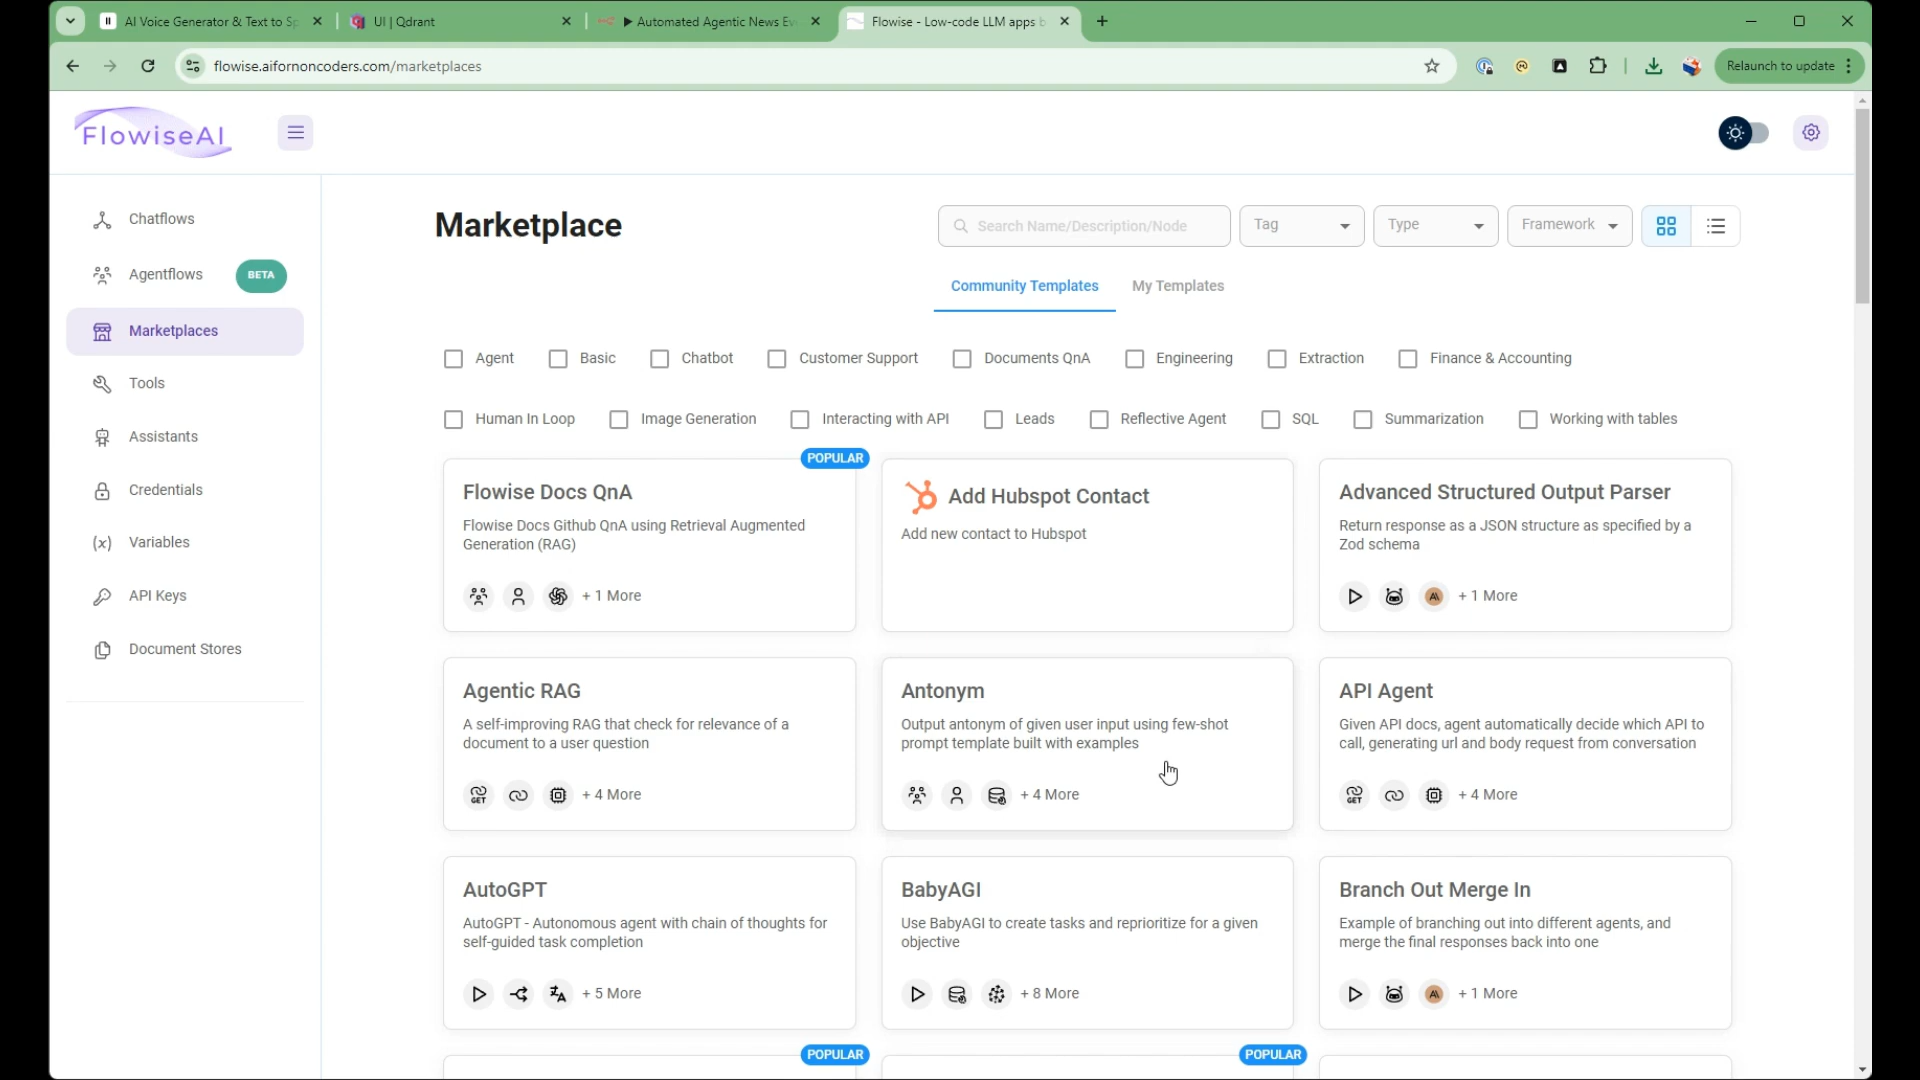 AI Voice Generator & Text to Sp
UI | Qdrant
Automated Agentic News Ev
Flowise - Low-code LLM apps b
flowise.aifornoncoders.com/marketplaces
Relaunch to update
FlowiseAI
Chatflows
Agentflows
BETA
Marketplaces
Tools
Assistants
Credentials
(x) Variables
API Keys
Document Stores
Marketplace
Search Name/Description/Node
Tag
Type
Framework
Community Templates
My Templates
Agent
Basic
Chatbot
Customer Support
Documents QnA
Engineering
Extraction
Finance & Accounting
Human In Loop
Image Generation
Interacting with API
Leads
Reflective Agent
SQL
Summarization
Working with tables
POPULAR
Flowise Docs QnA
Flowise Docs Github QnA using Retrieval Augmented
Generation (RAG)
+ 1 More
Add Hubspot Contact
Add new contact to Hubspot
Advanced Structured Output Parser
Return response as a JSON structure as specified by a
Zod schema
+ 1 More
Agentic RAG
A self-improving RAG that check for relevance of a
document to a user question
GET
+ 4 More
Antonym
Output antonym of given user input using few-shot
prompt template built with examples
+ 4 More
API Agent
Given API docs, agent automatically decide which API to
call, generating url and body request from conversation
GET
+ 4 More
AutoGPT
AutoGPT - Autonomous agent with chain of thoughts for
self-guided task completion
+ 5 More
BabyAGI
Use BabyAGI to create tasks and reprioritize for a given
objective
+ 8 More
Branch Out Merge In
Example of branching out into different agents, and
merge the final responses back into one
+ 1 More
POPULAR
POPULAR